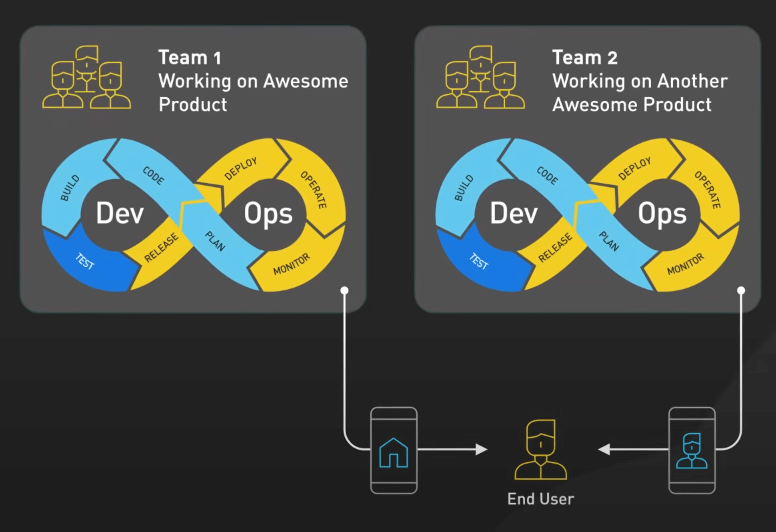 Team 1
Working on Awesome
Product
BUILD
CODE
DEPLOY
OPERATE
Dev
Ops
TEST
RELEASE
PLAN
MONITOR
Team 2
Working on Another
Awesome Product
BUILD
CODE
DEPLOY
OPERATE
Dev
Ops
TEST
RELEASE
PLAN
MONITOR
End User